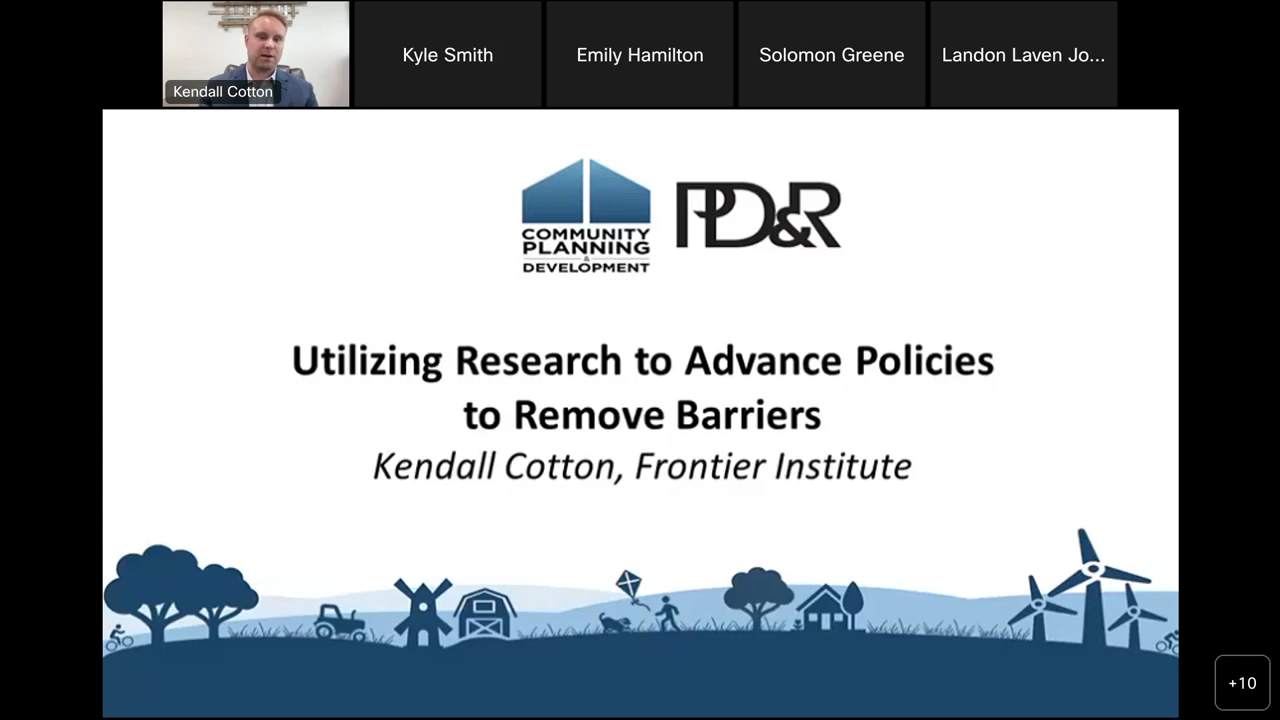 Kendall Cotton
Kyle Smith
Emily Hamilton
Solomon Greene
Landon Laven Jo...
COMMUNITY
PLANNING
&
DEVELOPMENT
PD&R
Utilizing Research to Advance Policies
to Remove Barriers
Kendall Cotton, Frontier Institute
+10